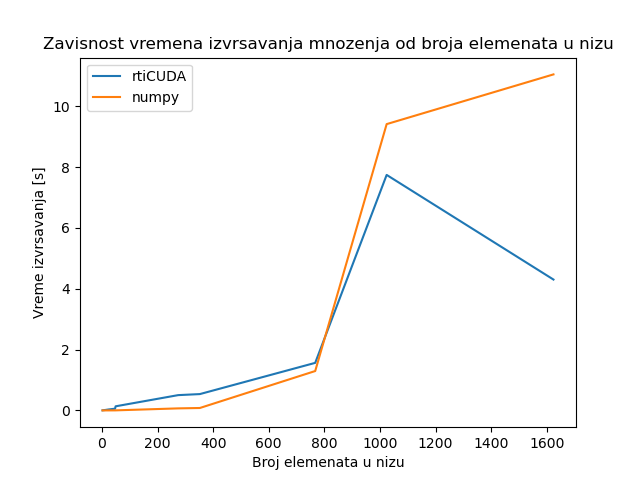 Zavisnost vremena izvrsavanja mnozenja od broja elemenata u nizu
rtiCUDA
numpy
Vreme izvrsavanja [s]
10
8
6
4
2
0
0 200 400 600 800 1000 1200 1400 1600
Broj elemenata u nizu